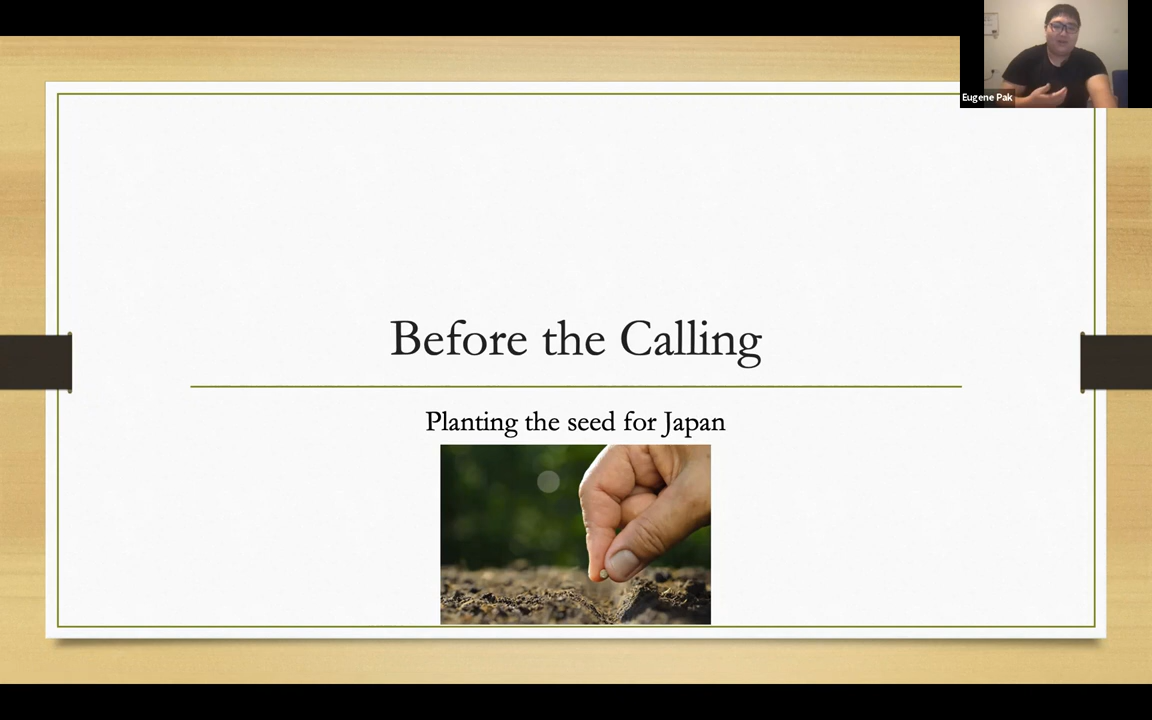 Eugene Pak
Before the Calling
Planting the seed for Japan